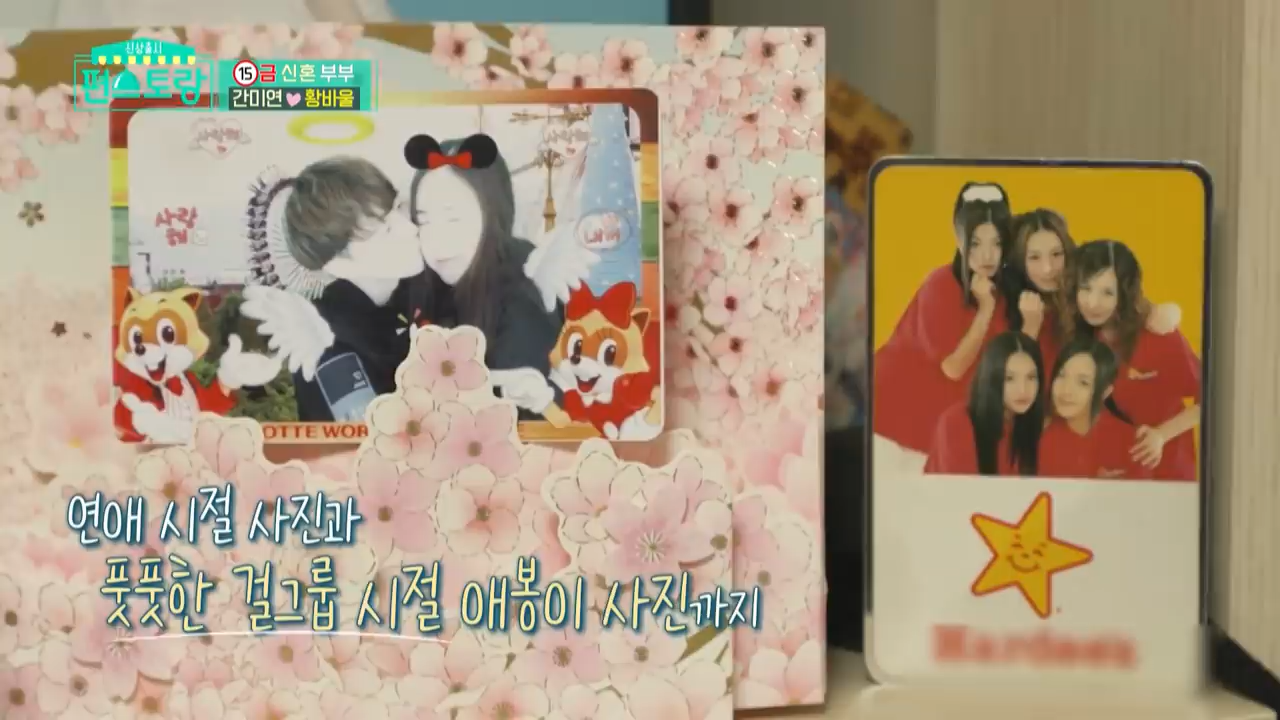 신상출시
편스토랑
15금 신혼 부부
간미연♥황바울
사랑해
OTTE WOR
연애 시절 사진과
풋풋한 걸그룹 시절 애봉이 사진까지